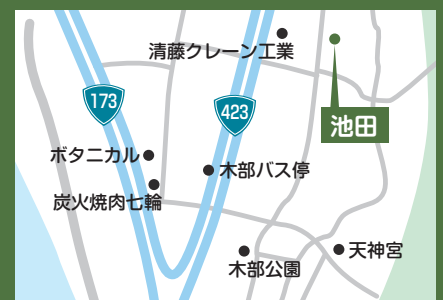 清藤クレーン工業
173
423
池田
ボタニカル
木部バス停
炭火焼肉七輪
天神宮
木部公園